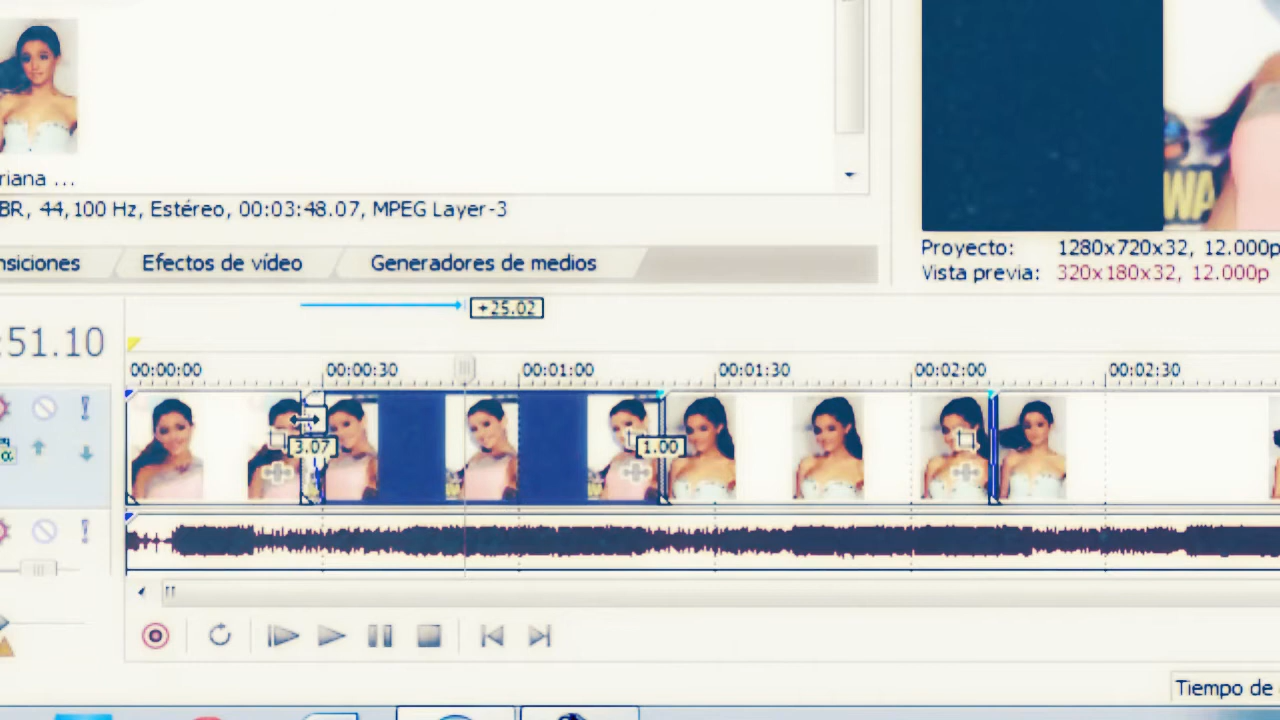 riana ...
BR, 44,100 Hz, Estéreo, 00:03:48.07, MPEG Layer-3
nsiciones
Efectos de vídeo
Generadores de medios
WA
Proyecto: 1280x720x32, 12.000p
Vista previa: 320x180x32, 12.000p
+25.02
:51.10
00:00:00
00:00:30
00:01:00
00:01:30
00:02:00
00:02:30
3.07
1.00
α
Tiempo de